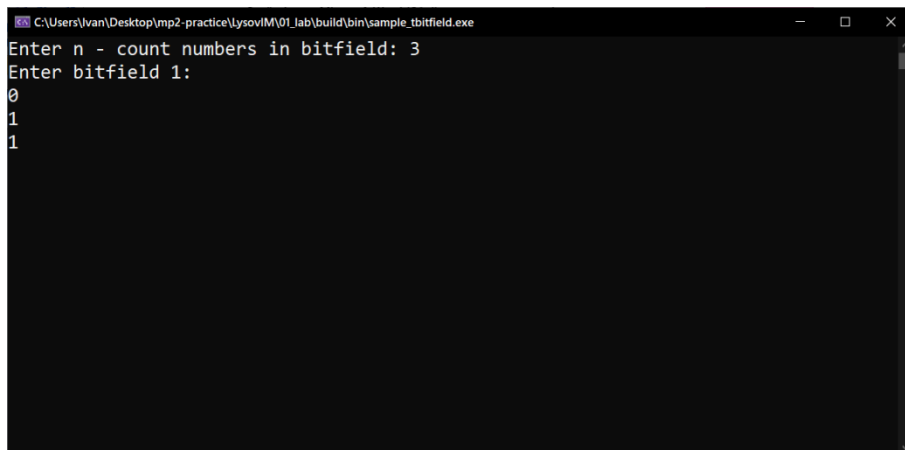 C:\Users\Ivan\Desktop\mp2-practice\LysovIM\01_lab\build\bin\sample_tbitfield.exe
Enter n - count numbers in bitfield: 3
Enter bitfield 1:
0
1
1